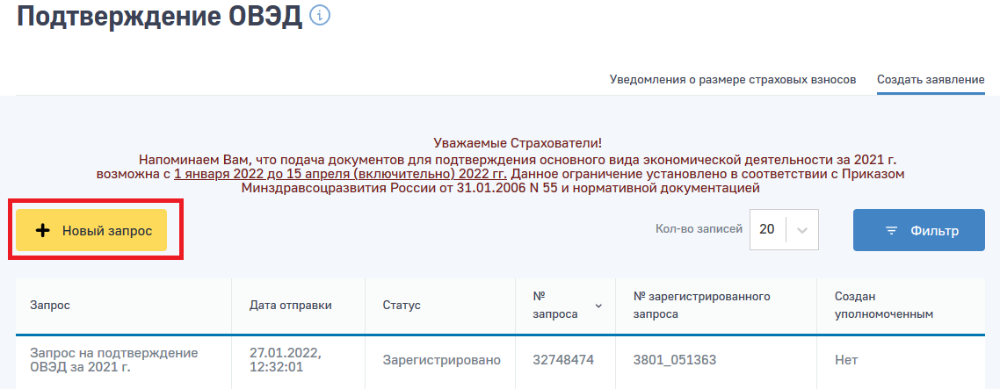 Подтверждение ОВЭД i
Уведомления о размере страховых взносов Создать заявление
Уважаемые Страхователи!
Напоминаем Вам, что подача документов для подтверждения основного вида экономической деятельности за 2021 г.
возможна с 1 января 2022 до 15 апреля (включительно) 2022 гг. Данное ограничение установлено в соответствии с Приказом
Минздравсоцразвития России от 31.01.2006 N 55 и нормативной документацией
+ Новый запрос
Кол-во записей 20
Фильтр
Запрос
Дата отправки
Статус
№
запроса
№ зарегистрированного
запроса
Создан
уполномоченным
Запрос на подтверждение
ОВЭД за 2021 г.
27.01.2022,
12:32:01
Зарегистрировано
32748474
3801_051363
Нет